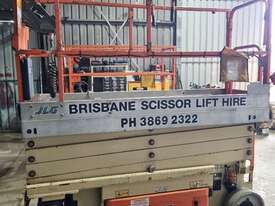 JLG BRISBANE SCISSOR LIFT HIRE
PH 3869 2322